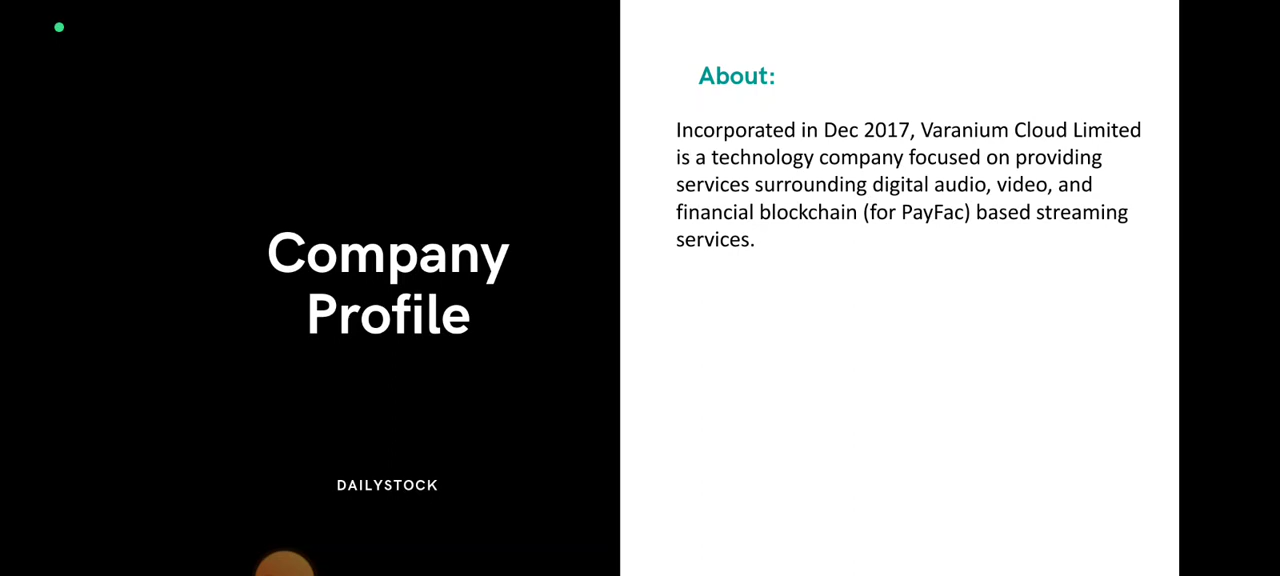 Company
Profile
DAILYSTOCK
About:
Incorporated in Dec 2017, Varanium Cloud Limited
is a technology company focused on providing
services surrounding digital audio, video, and
financial blockchain (for PayFac) based streaming
services.